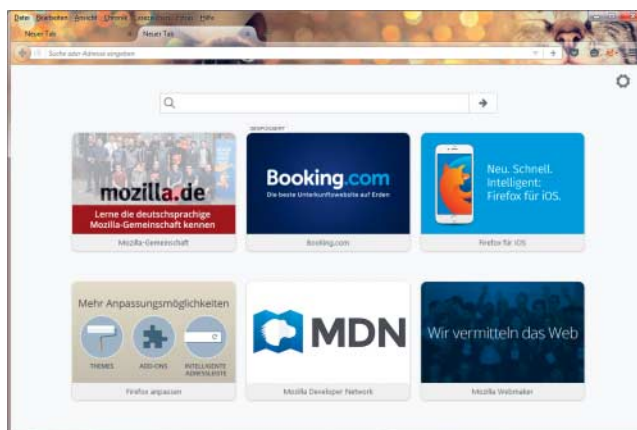 Datei Bearbeiten Ansicht Chronik Lesezeichen Extras Hilfe
Neuer Tab
Neuer Tab
Suche oder Adresse eingeben
GESPONSERT
mozilla.de
Lerne die deutschsprachige
Mozilla-Gemeinschaft kennen
Mozilla-Gemeinschaft
Booking.com
Die beste Unterkunftswebsite auf Erden
Booking.com
Neu. Schnell.
Intelligent:
Firefox für iOS.
Firefox für iOS
Mehr Anpassungsmöglichkeiten
THEMES
ADD-ONS
INTELLIGENTE
ADRESSLEISTE
Firefox anpassen
MDN
Mozilla Developer Network
Wir vermitteln das Web
Mozilla Webmaker